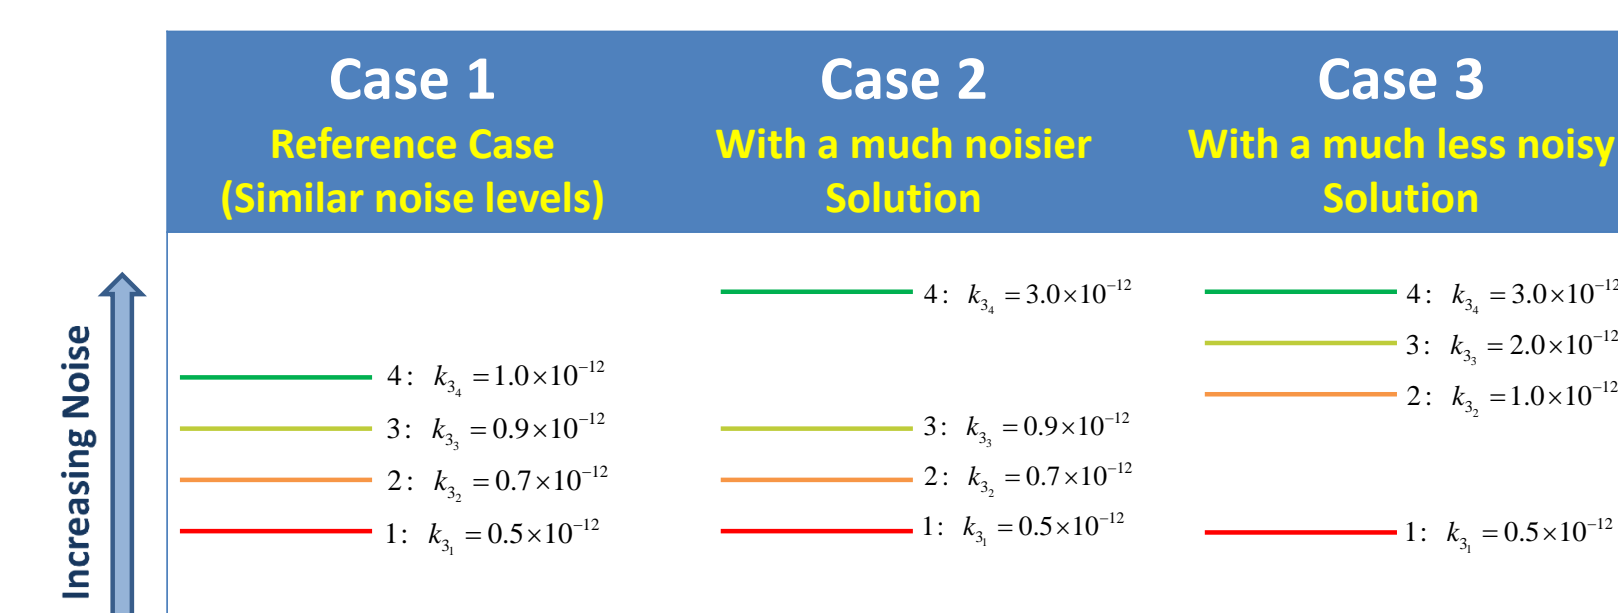 Case 1
Reference Case
(Similar noise levels)
Case 2
With a much noisier
Solution
Case 3
With a much less noisy
Solution
Increasing Noise
4: k₃₄ = 1.0×10⁻¹²
3: k₃₃ = 0.9×10⁻¹²
2: k₃₂ = 0.7×10⁻¹²
1: k₃₁ = 0.5×10⁻¹²
4: k₃₄ = 3.0×10⁻¹²
3: k₃₃ = 0.9×10⁻¹²
2: k₃₂ = 0.7×10⁻¹²
1: k₃₁ = 0.5×10⁻¹²
4: k₃₄ = 3.0×10⁻¹²
3: k₃₃ = 2.0×10⁻¹²
2: k₃₂ = 1.0×10⁻¹²
1: k₃₁ = 0.5×10⁻¹²